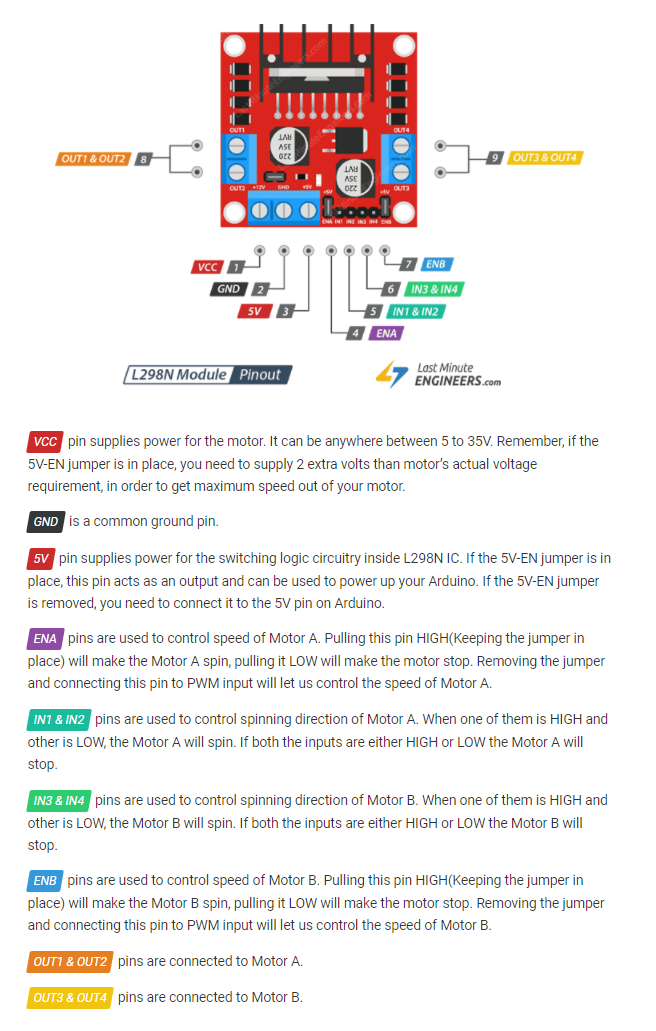 OUT1
OUT4
220
35V
RVT
OUT1 & OUT2 8
9 OUT3 & OUT4
220
35V
RVT
OUT2
+12V GND +5V
+5V
+5V
OUT3
ENA IN1 IN2 IN3 IN4 ENB
VCC 1
7 ENB
GND 2
6 IN3 & IN4
5V 3
5 IN1 & IN2
4 ENA
L298N Module Pinout
Last Minute
ENGINEERS.com
VCC pin supplies power for the motor. It can be anywhere between 5 to 35V. Remember, if the
5V-EN jumper is in place, you need to supply 2 extra volts than motor’s actual voltage
requirement, in order to get maximum speed out of your motor.
GND is a common ground pin.
5V pin supplies power for the switching logic circuitry inside L298N IC. If the 5V-EN jumper is in
place, this pin acts as an output and can be used to power up your Arduino. If the 5V-EN jumper
is removed, you need to connect it to the 5V pin on Arduino.
ENA pins are used to control speed of Motor A. Pulling this pin HIGH(Keeping the jumper in
place) will make the Motor A spin, pulling it LOW will make the motor stop. Removing the jumper
and connecting this pin to PWM input will let us control the speed of Motor A.
IN1 & IN2 pins are used to control spinning direction of Motor A. When one of them is HIGH and
other is LOW, the Motor A will spin. If both the inputs are either HIGH or LOW the Motor A will
stop.
IN3 & IN4 pins are used to control spinning direction of Motor B. When one of them is HIGH and
other is LOW, the Motor B will spin. If both the inputs are either HIGH or LOW the Motor B will
stop.
ENB pins are used to control speed of Motor B. Pulling this pin HIGH(Keeping the jumper in
place) will make the Motor B spin, pulling it LOW will make the motor stop. Removing the jumper
and connecting this pin to PWM input will let us control the speed of Motor B.
OUT1 & OUT2 pins are connected to Motor A.
OUT3 & OUT4 pins are connected to Motor B.